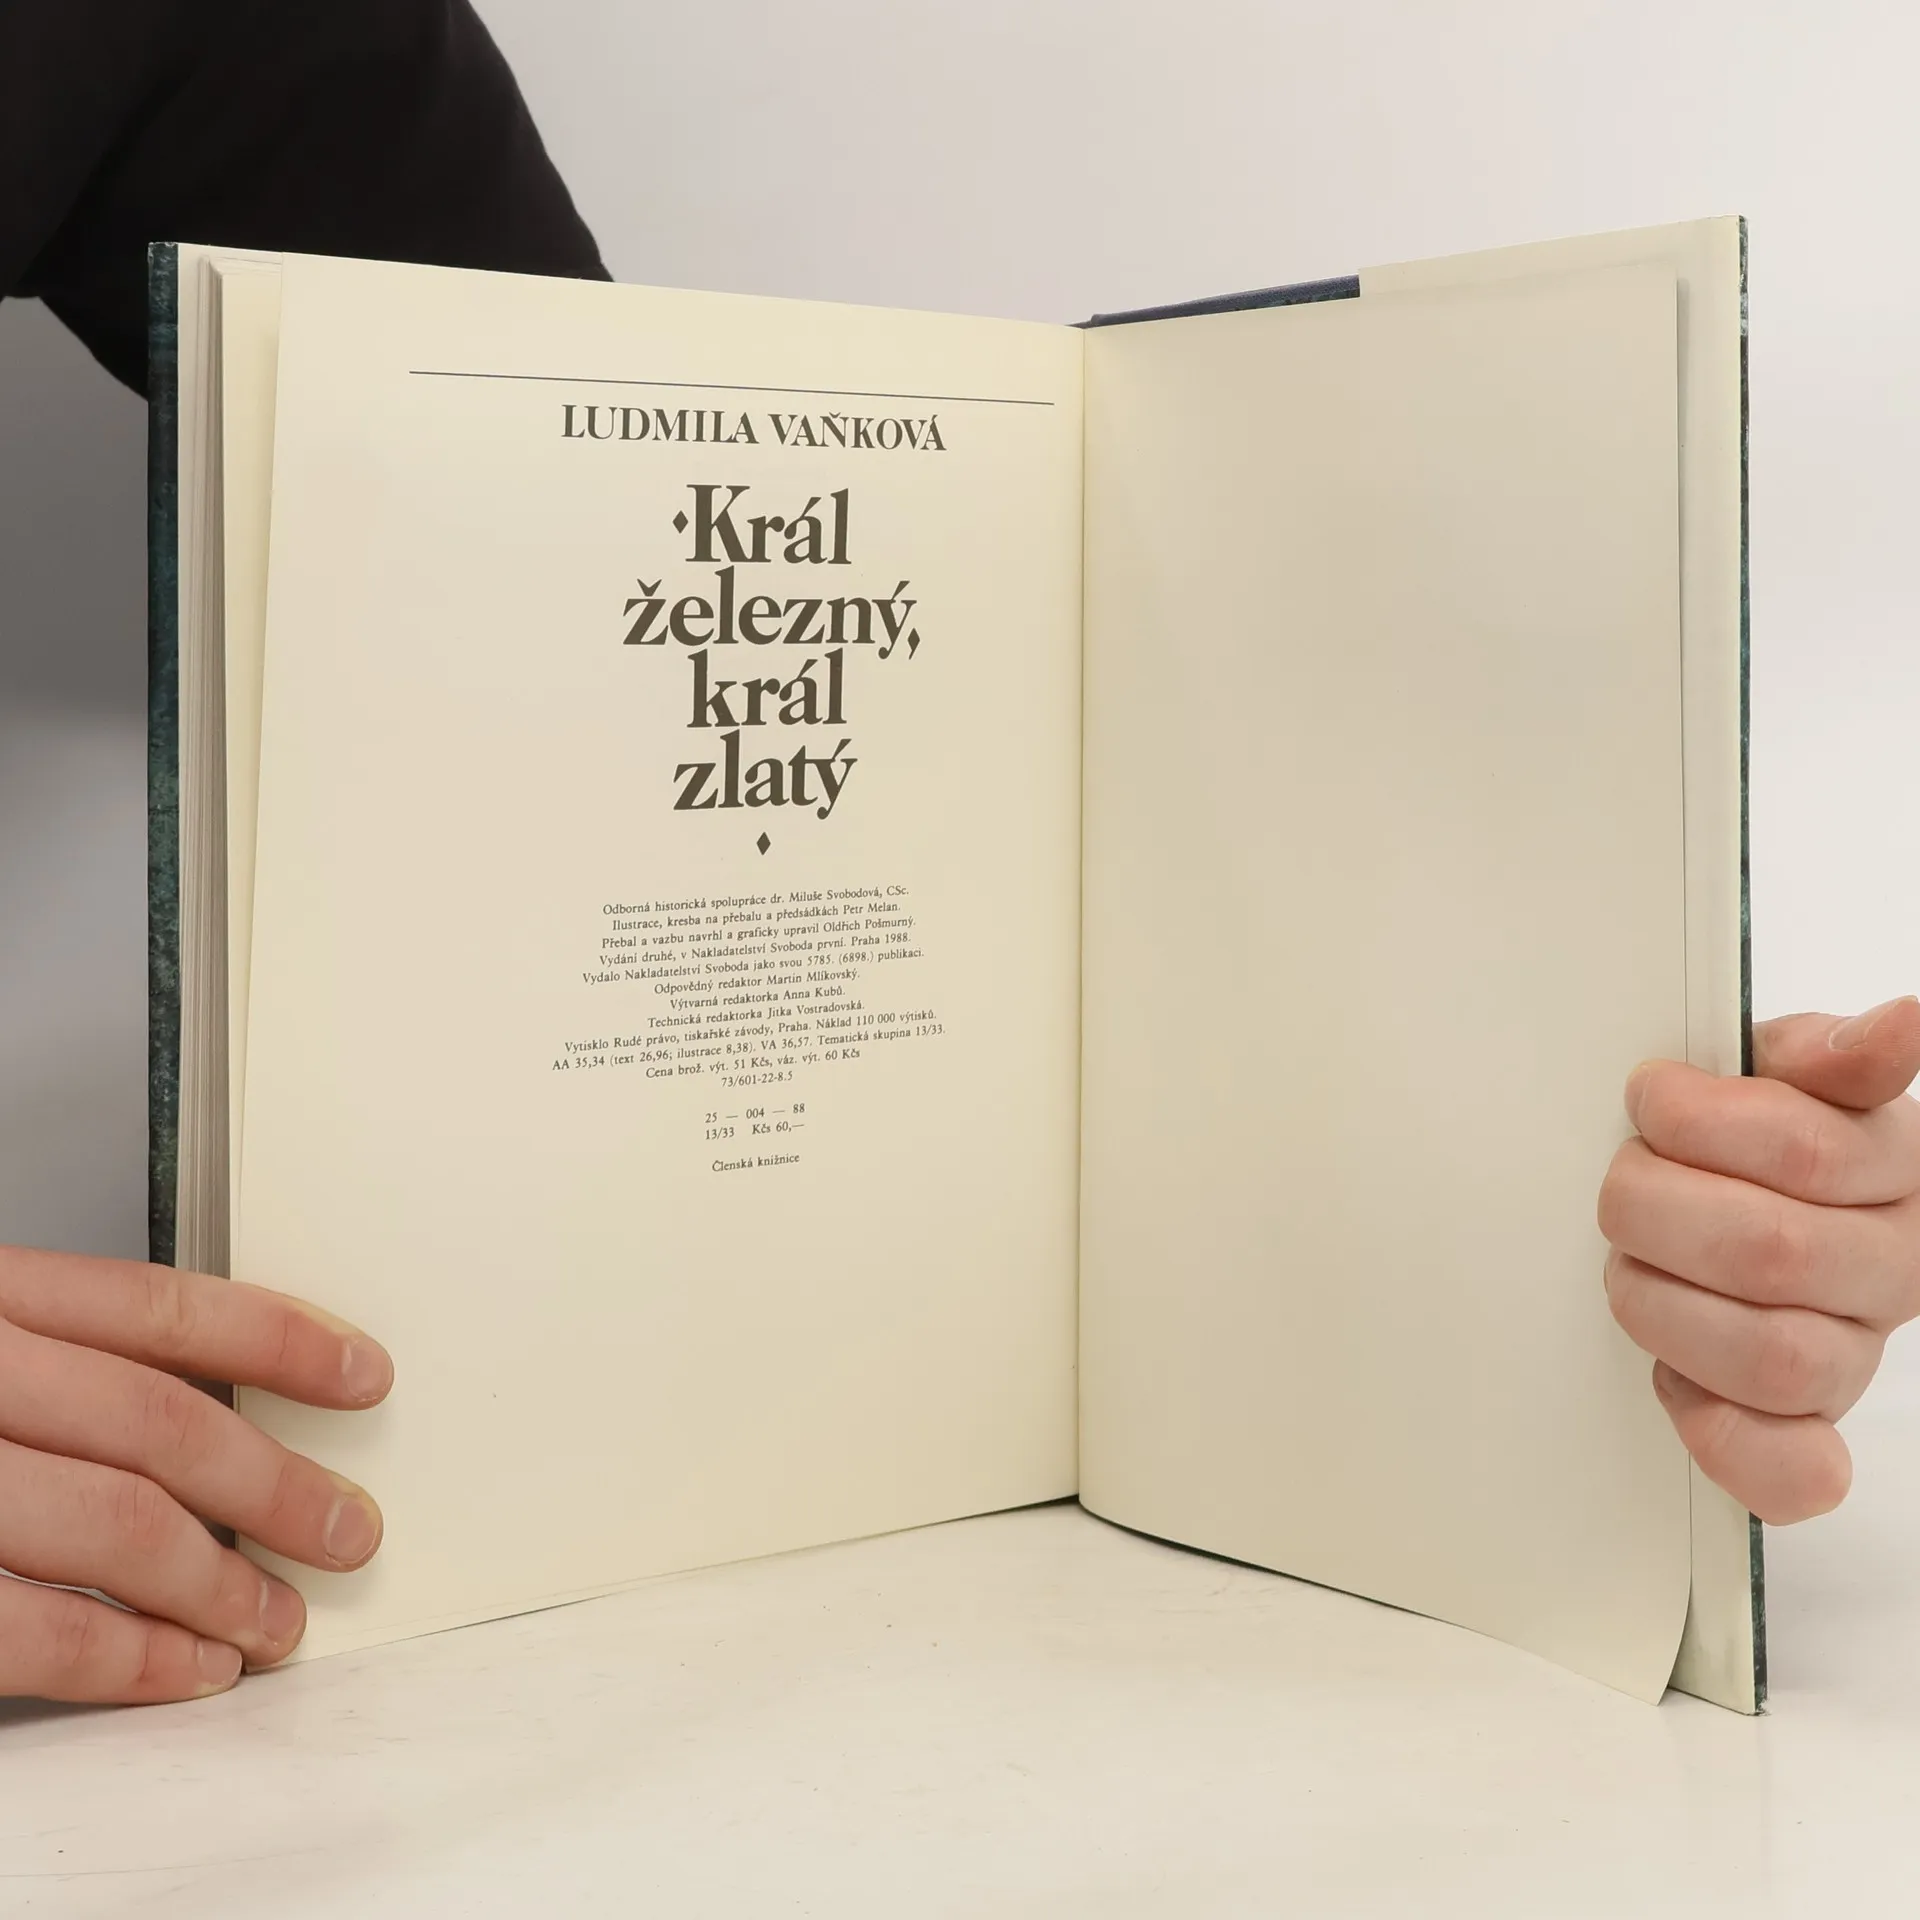 LUDMILA VAŇKOVÁ
Král
železný,
král
zlatý
Odborná historická spolupráce dr. Miluše Svobodová, CSc.
Ilustrace, kresba na přebalu a předsádkách Petr Melan.
Přebal a vazbu navrhl a graficky upravil Oldřich Pošmurný.
Vydání druhé, v Nakladatelství Svoboda první. Praha 1988.
Vydalo Nakladatelství Svoboda jako svou 5785. (6898.) publikaci.
Odpovědný redaktor Martin Mlíkovský.
Výtvarná redaktorka Anna Kubů.
Technická redaktorka Jitka Vostradovská.
Vytisklo Rudé právo, tiskařské závody, Praha. Náklad 110 000 výtisků.
AA 35,34 (text 26,96; ilustrace 8,38). VA 36,57. Tematická skupina 13/33.
Cena brož. výt. 51 Kčs, váz. výt. 60 Kčs
73/601-22-8.5
25 — 004 — 88
13/33 Kčs 60,—
Členská knižnice